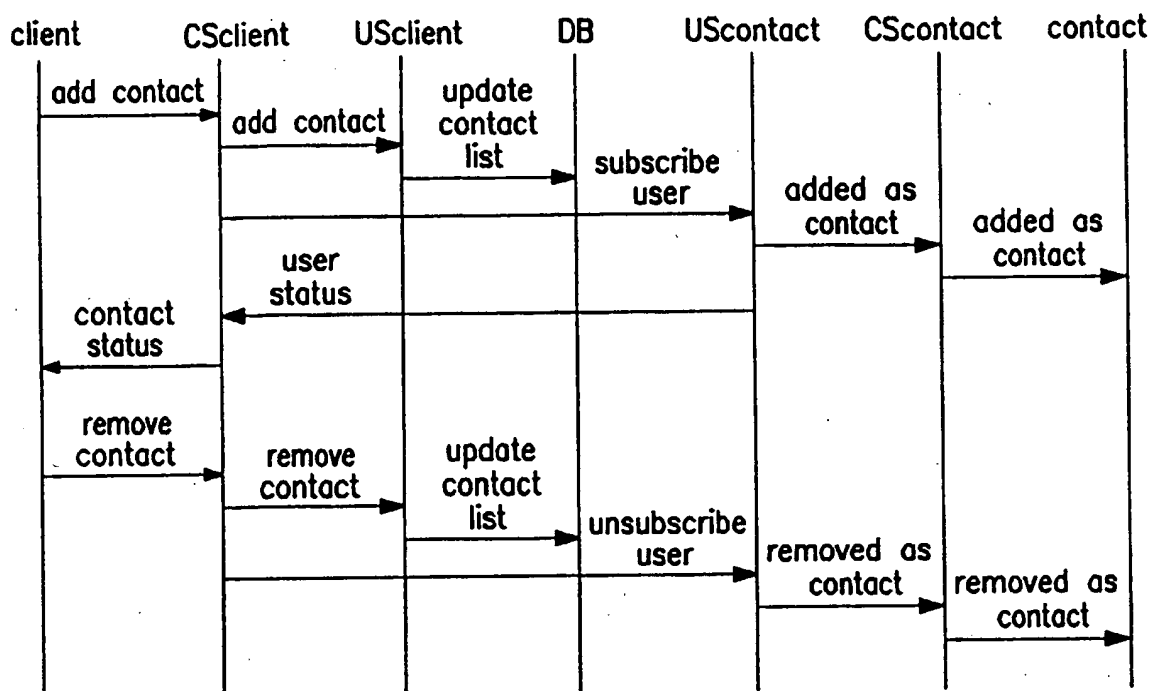 client CSclient USclient DB UScontact CScontact contact
add contact
add contact
update
contact
list
subscribe
user
added as
contact
added as
contact
user
status
contact
status
remove
contact
remove
contact
update
contact
list
unsubscribe
user
removed as
contact
removed as
contact